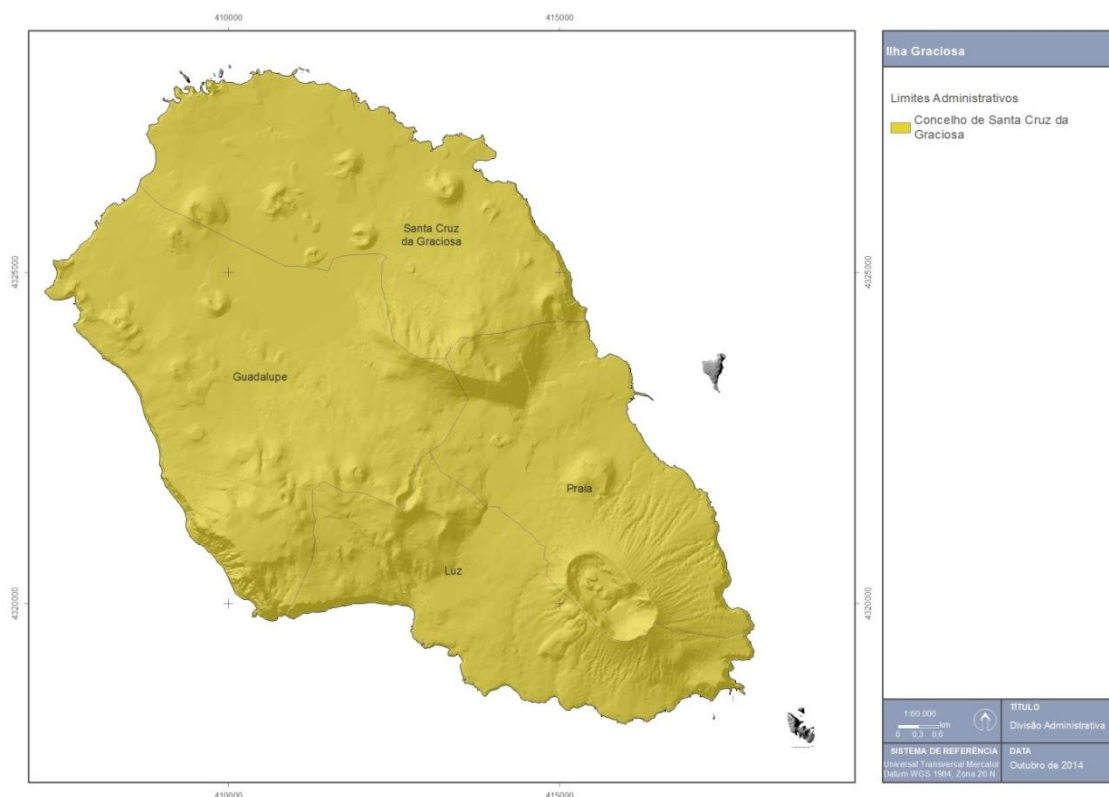 410000
415000
4325000
4325000
4320000
4320000
Santa Cruz
da Graciosa
Guadalupe
Praia
Luz
410000
415000
Ilha Graciosa
Limites Administrativos
Concelho de Santa Cruz da
Graciosa
1:60 000
km
0 0,3 0,6
TÍTULO
Divisão Administrativa
SISTEMA DE REFERÊNCIA
Universal Transversal Mercator
Datum WGS 1984, Zona 26 N
DATA
Outubro de 2014